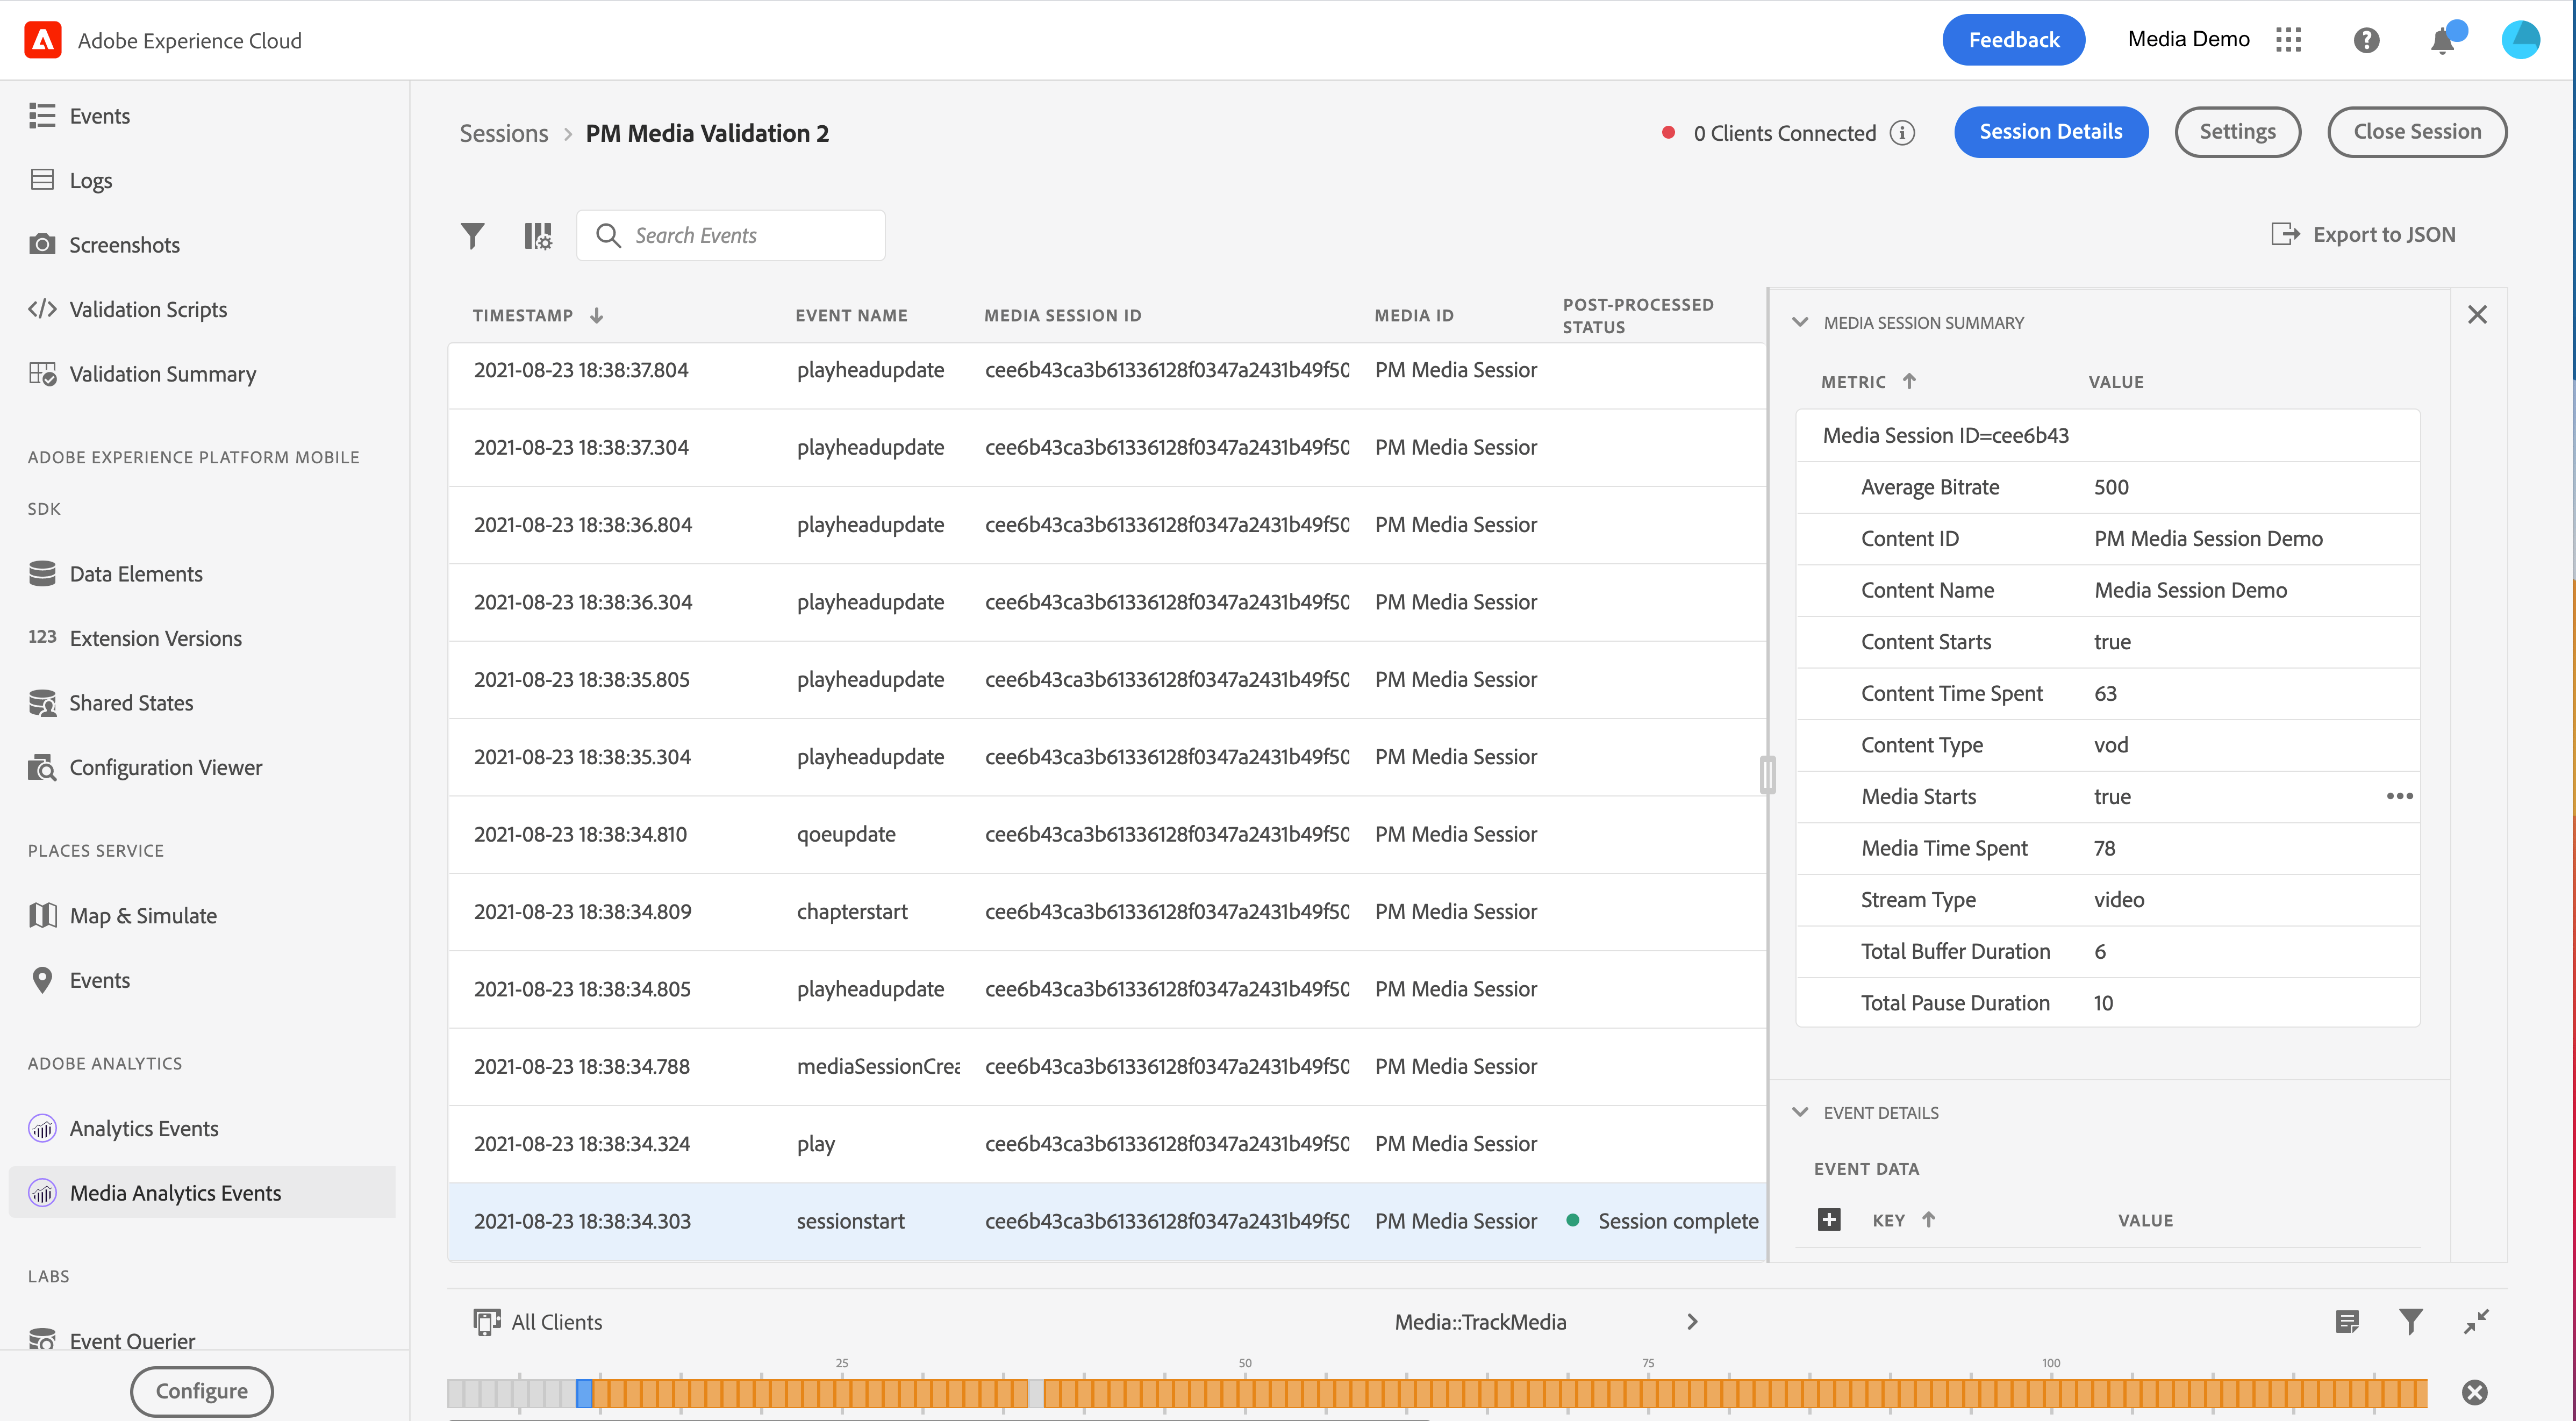 Adobe Experience Cloud
Feedback
Media Demo
Events
Logs
Screenshots
Validation Scripts
Validation Summary
ADOBE EXPERIENCE PLATFORM MOBILE
SDK
Data Elements
123 Extension Versions
Shared States
Configuration Viewer
PLACES SERVICE
Map & Simulate
Events
ADOBE ANALYTICS
Analytics Events
Media Analytics Events
LABS
Event Querier
Configure
Sessions > PM Media Validation 2
0 Clients Connected
Session Details
Settings
Close Session
Search Events
Export to JSON
TIMESTAMP EVENT NAME MEDIA SESSION ID MEDIA ID POST-PROCESSED
STATUS
2021-08-23 18:38:37.804 playheadupdate cee6b43ca3b61336128f0347a2431b49f50 PM Media Session
2021-08-23 18:38:37.304 playheadupdate cee6b43ca3b61336128f0347a2431b49f50 PM Media Session
2021-08-23 18:38:36.804 playheadupdate cee6b43ca3b61336128f0347a2431b49f50 PM Media Session
2021-08-23 18:38:36.304 playheadupdate cee6b43ca3b61336128f0347a2431b49f50 PM Media Session
2021-08-23 18:38:35.805 playheadupdate cee6b43ca3b61336128f0347a2431b49f50 PM Media Session
2021-08-23 18:38:35.304 playheadupdate cee6b43ca3b61336128f0347a2431b49f50 PM Media Session
2021-08-23 18:38:34.810 qoeupdate cee6b43ca3b61336128f0347a2431b49f50 PM Media Session
2021-08-23 18:38:34.809 chapterstart cee6b43ca3b61336128f0347a2431b49f50 PM Media Session
2021-08-23 18:38:34.805 playheadupdate cee6b43ca3b61336128f0347a2431b49f50 PM Media Session
2021-08-23 18:38:34.788 mediaSessionCrea cee6b43ca3b61336128f0347a2431b49f50 PM Media Session
2021-08-23 18:38:34.324 play cee6b43ca3b61336128f0347a2431b49f50 PM Media Session
2021-08-23 18:38:34.303 sessionstart cee6b43ca3b61336128f0347a2431b49f50 PM Media Session Session complete
MEDIA SESSION SUMMARY
METRIC VALUE
Media Session ID=cee6b43
Average Bitrate 500
Content ID PM Media Session Demo
Content Name Media Session Demo
Content Starts true
Content Time Spent 63
Content Type vod
Media Starts true
Media Time Spent 78
Stream Type video
Total Buffer Duration 6
Total Pause Duration 10
EVENT DETAILS
EVENT DATA
KEY VALUE
All Clients
Media::TrackMedia
25 50 75 100